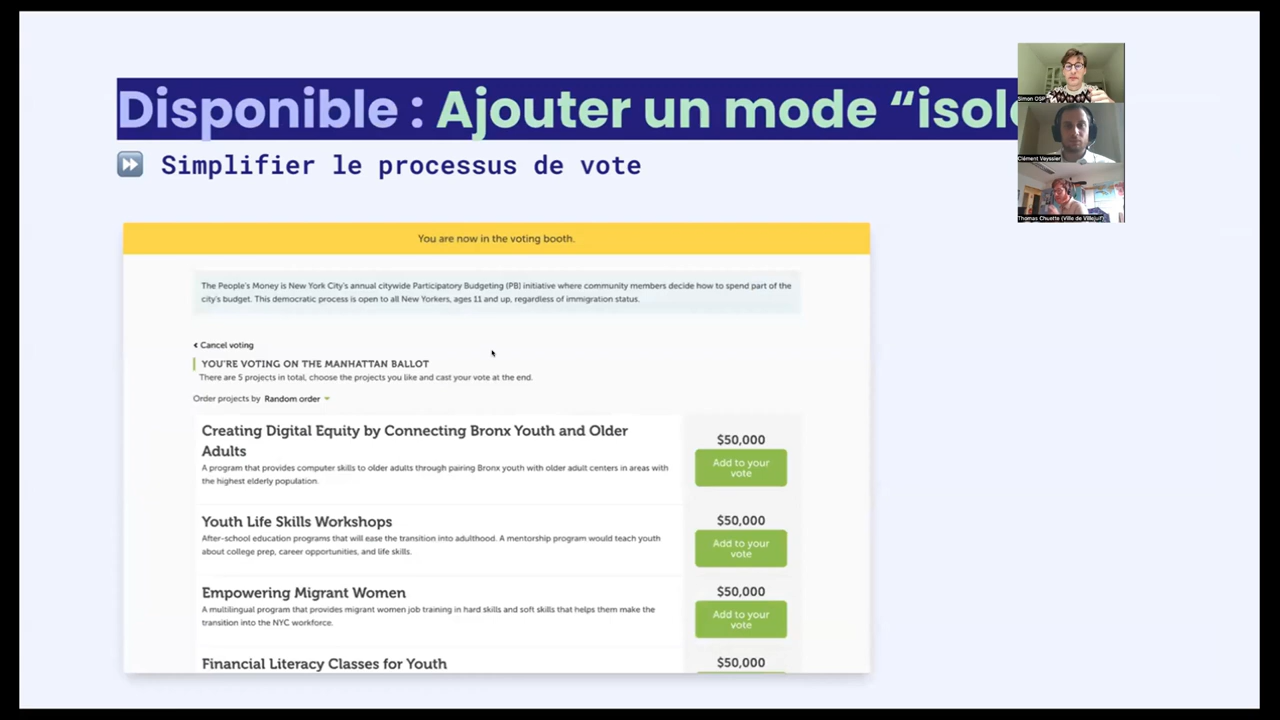 Disponible : Ajouter un mode “isolo
Simplifier le processus de vote
Simon OSP
Clément Vayssier
Thomas Chuette (Ville de Villejuif)
You are now in the voting booth.
The People's Money is New York City's annual citywide Participatory Budgeting (PB) initiative where community members decide how to spend part of the
city's budget. This democratic process is open to all New Yorkers, ages 11 and up, regardless of immigration status.
Cancel voting
YOU'RE VOTING ON THE MANHATTAN BALLOT
There are 5 projects in total, choose the projects you like and cast your vote at the end.
Order projects by Random order
Creating Digital Equity by Connecting Bronx Youth and Older
Adults
A program that provides computer skills to older adults through pairing Bronx youth with older adult centers in areas with
the highest elderly population.
$50,000
Add to your
vote
Youth Life Skills Workshops
After-school education programs that will ease the transition into adulthood. A mentorship program would teach youth
about college prep, career opportunities, and life skills.
$50,000
Add to your
vote
Empowering Migrant Women
A multilingual program that provides migrant women job training in hard skills and soft skills that helps them make the
transition into the NYC workforce.
$50,000
Add to your
vote
Financial Literacy Classes for Youth
$50,000